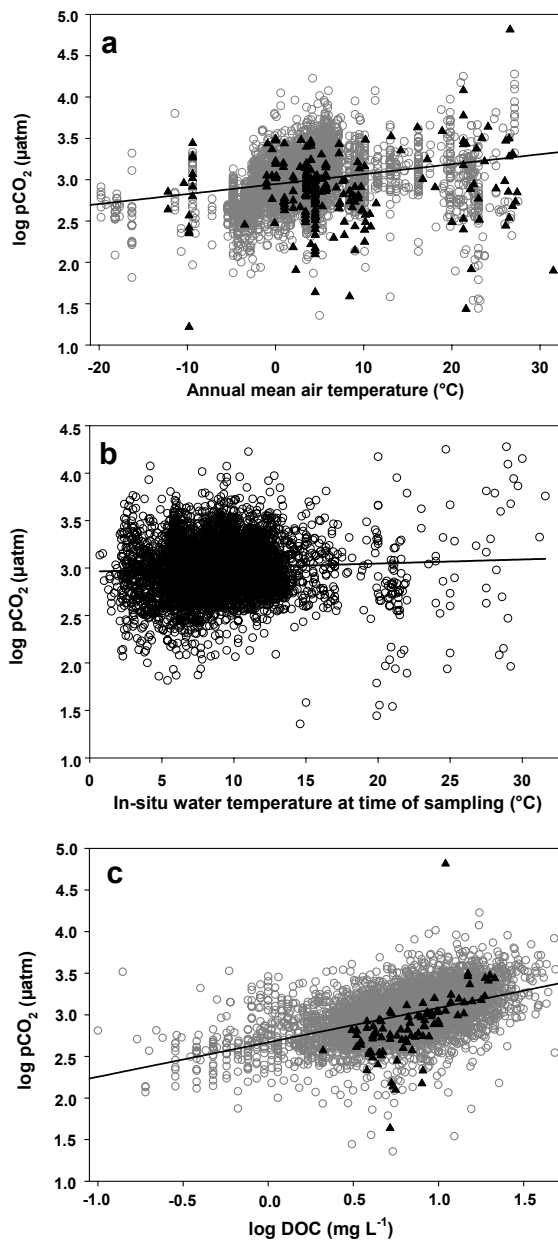 a
5.0
4.5
4.0
3.5
3.0
2.5
2.0
1.5
1.0
log pCO₂ (µatm)
-20 -10 0 10 20 30
Annual mean air temperature (°C)
b
4.5
4.0
3.5
3.0
2.5
2.0
1.5
1.0
log pCO₂ (µatm)
0 5 10 15 20 25 30
In-situ water temperature at time of sampling (°C)
c
5.0
4.5
4.0
3.5
3.0
2.5
2.0
1.5
1.0
log pCO₂ (µatm)
-1.0 -0.5 0.0 0.5 1.0 1.5
log DOC (mg L⁻¹)